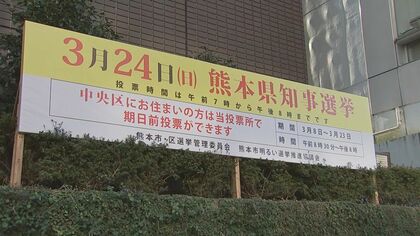 3月24日(日) 熊本県知事選挙
投票時間は午前7時から午後8時までです
中央区にお住まいの方は当投票所で
期日前投票ができます
期間 3月8日～3月23日
時間 午前8時30分～午後8時
熊本市・区選挙管理委員会 熊本市明るい選挙推進協議会